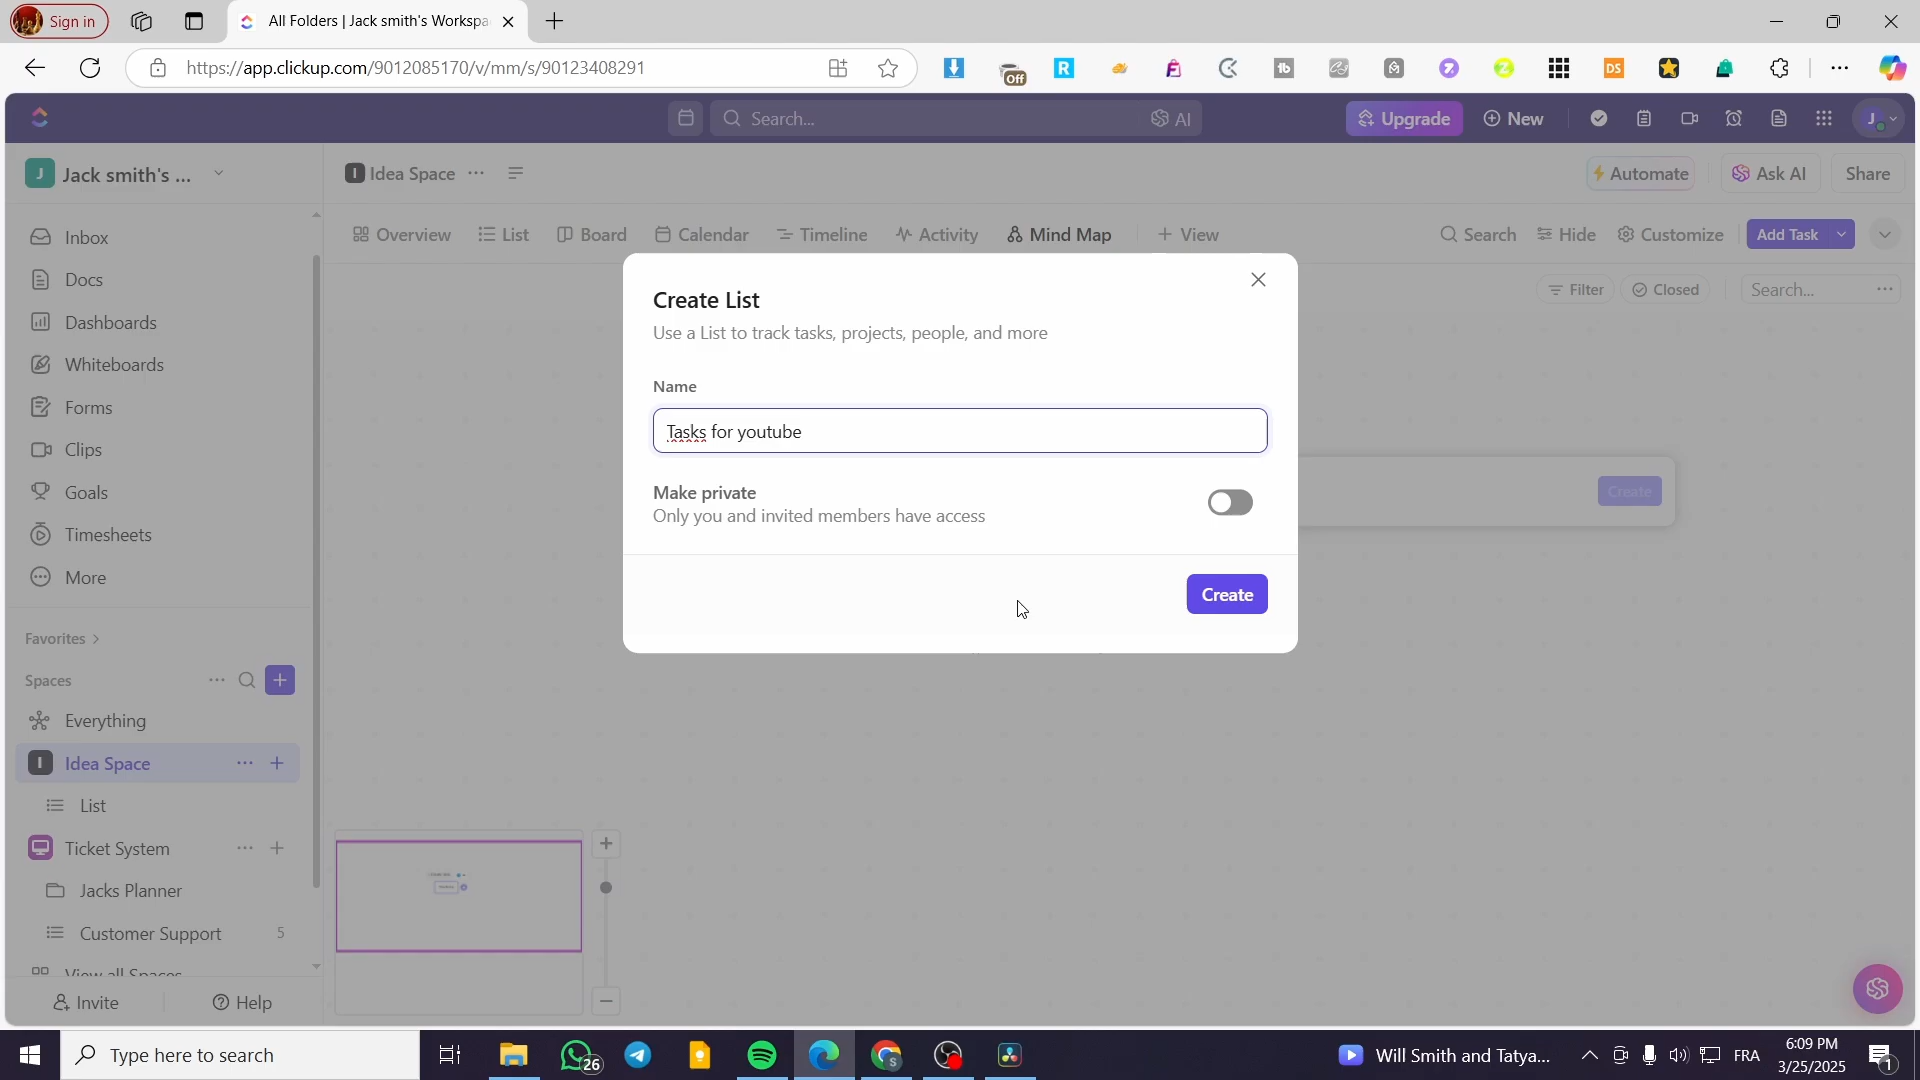 Sign in
All Folders | Jack smith's Workspa
https://app.clickup.com/9012085170/v/mm/s/90123408291
Off
R
tb
DS
Search...
AI
Upgrade
New
J
J
Jack smith's ...
I
Idea Space
Automate
Ask AI
Share
Inbox
Docs
Dashboards
Whiteboards
Forms
Clips
Goals
Timesheets
More
Favorites
Spaces
Everything
I
Idea Space
List
Ticket System
Jacks Planner
Customer Support 5
View all Spaces
Invite
Help
Overview
List
Board
Calendar
Timeline
Activity
Mind Map
View
Search
Hide
Customize
Add Task
Filter
Closed
Search...
Create List
Use a List to track tasks, projects, people, and more
Name
Tasks for youtube
Make private
Only you and invited members have access
Create
Create
Type here to search
26
S
Will Smith and Tatya...
FRA
6:09 PM
3/25/2025
1